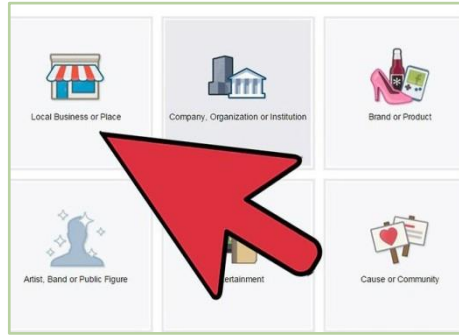 Local Business or Place
Company, Organization or Institution
Brand or Product
Artist, Band or Public Figure
ertainment
Cause or Community